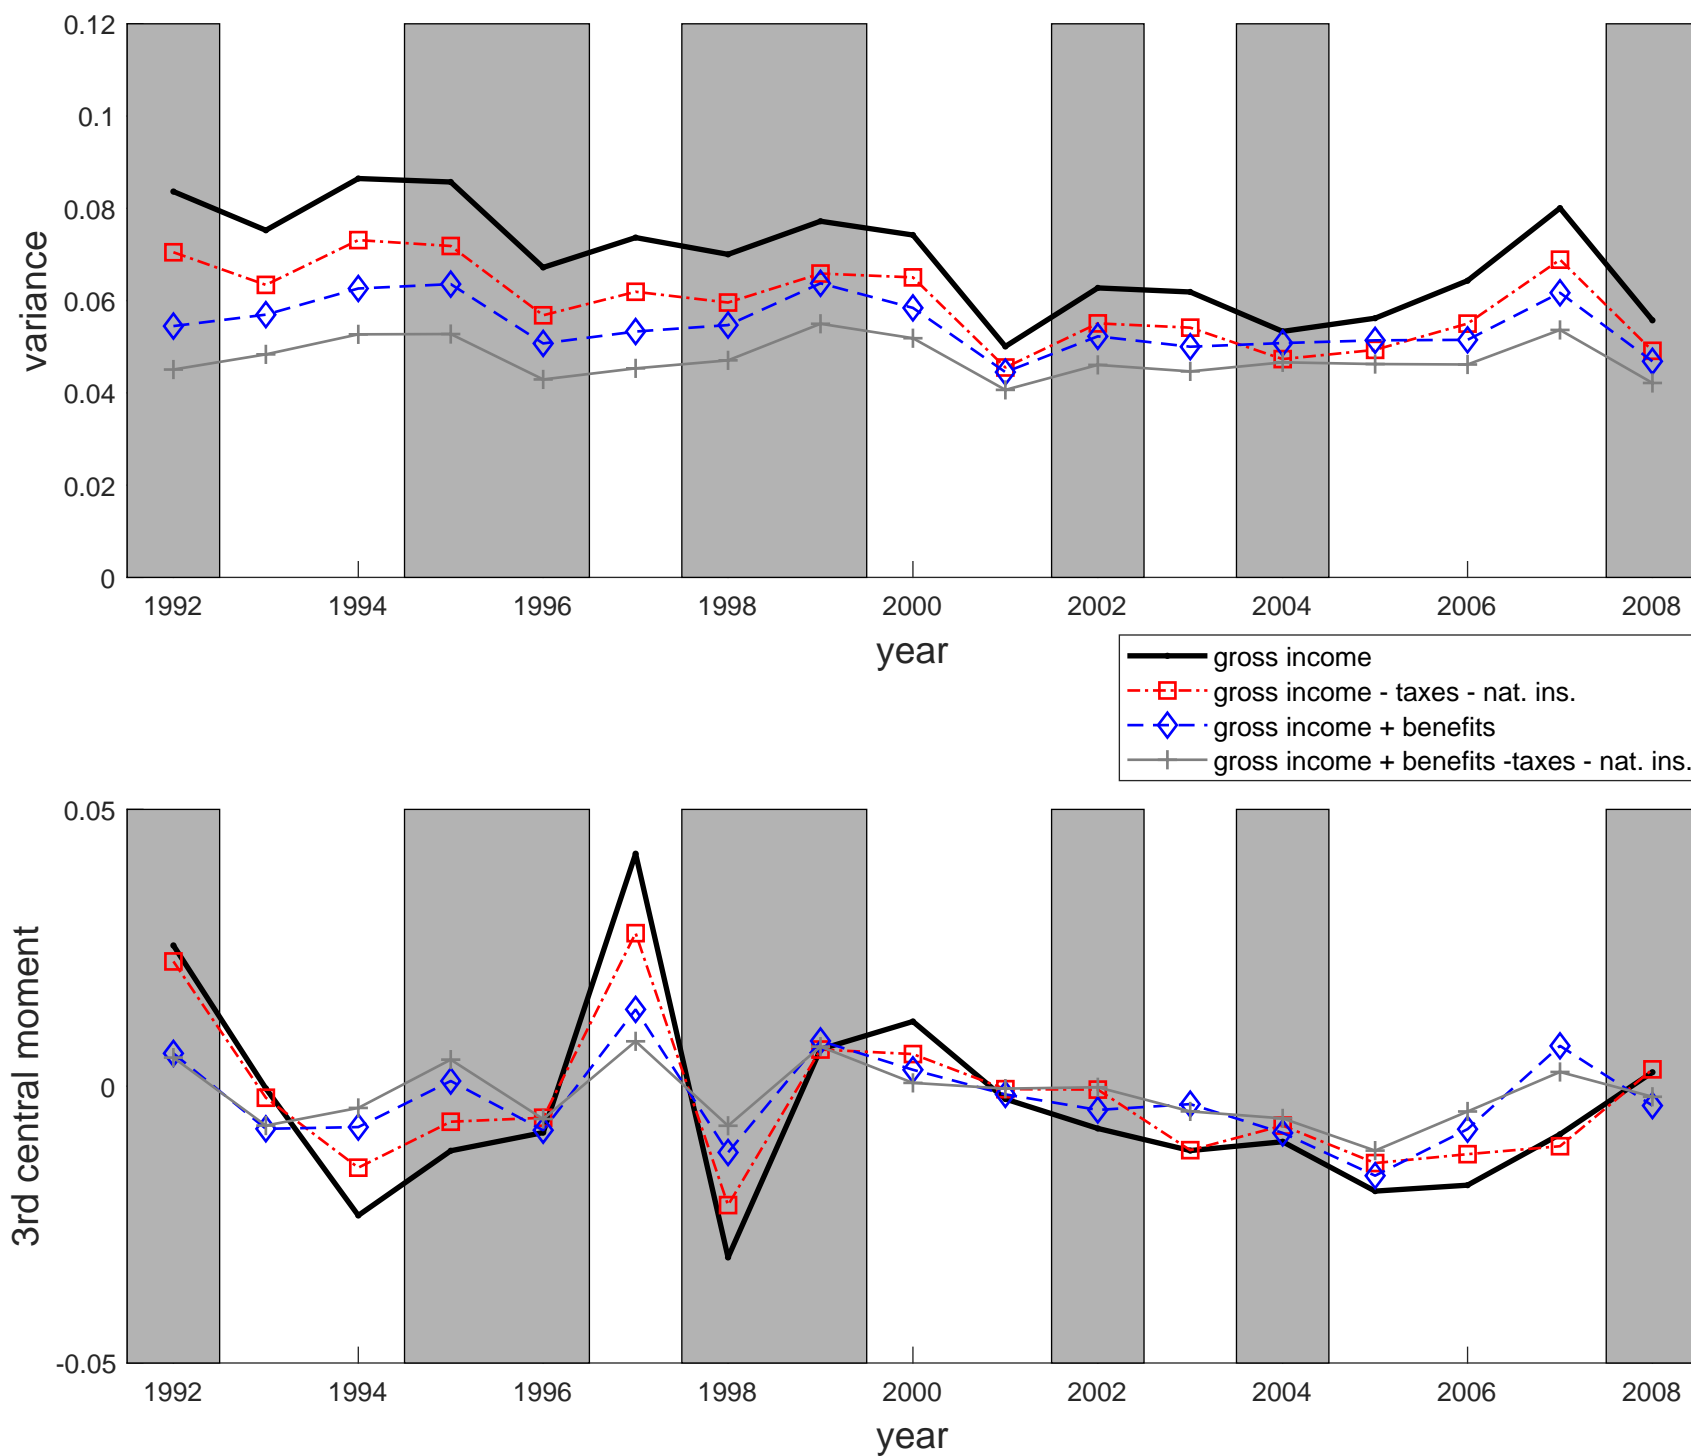 0.12
0.1
0.08
0.06
0.04
0.02
0
variance
1992 1994 1996 1998 2000 2002 2004 2006 2008
year
gross income
gross income - taxes - nat. ins.
gross income + benefits
gross income + benefits -taxes - nat. ins.
0.05
0
-0.05
3rd central moment
1992 1994 1996 1998 2000 2002 2004 2006 2008
year